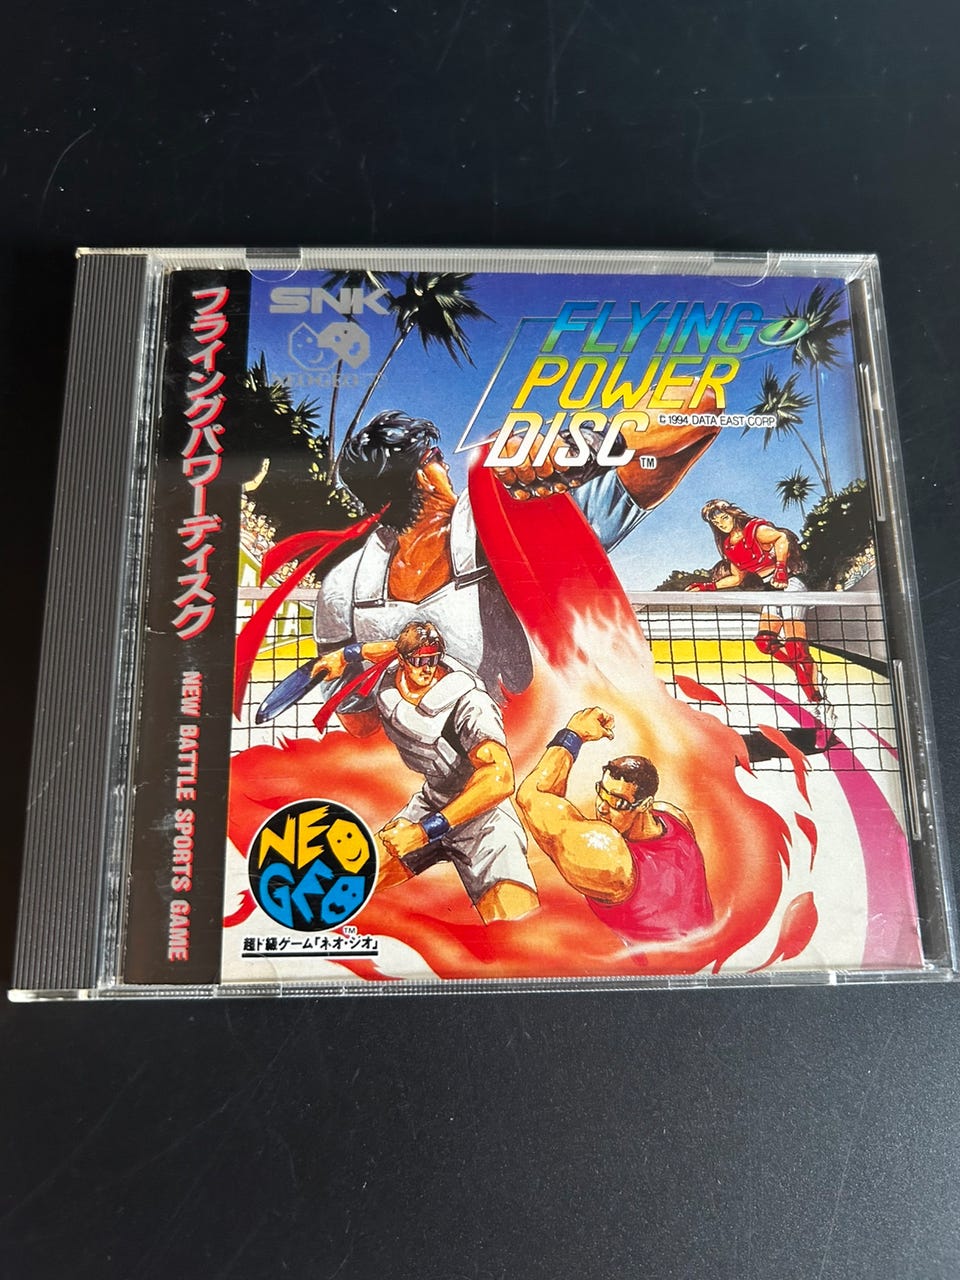 フライングパワーディスク
NEW BATTLE SPORTS GAME
SNK
FLYING
POWER
DISC™
© 1994 DATA EAST CORP
NEO
GEO
TM
超ド級ゲーム「ネオ・ジオ」